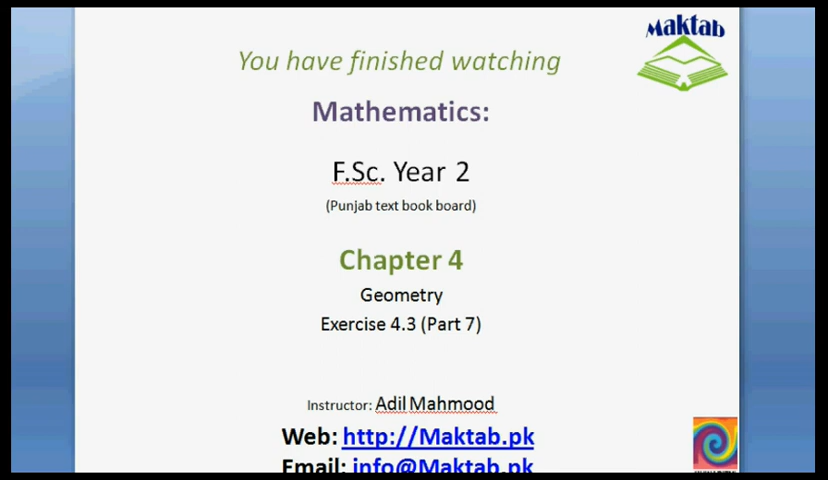 Maktab
You have finished watching
Mathematics:
F.Sc. Year 2
(Punjab text book board)
Chapter 4
Geometry
Exercise 4.3 (Part 7)
Instructor: Adil Mahmood
Web: http://Maktab.pk
Email: info@Maktab.pk